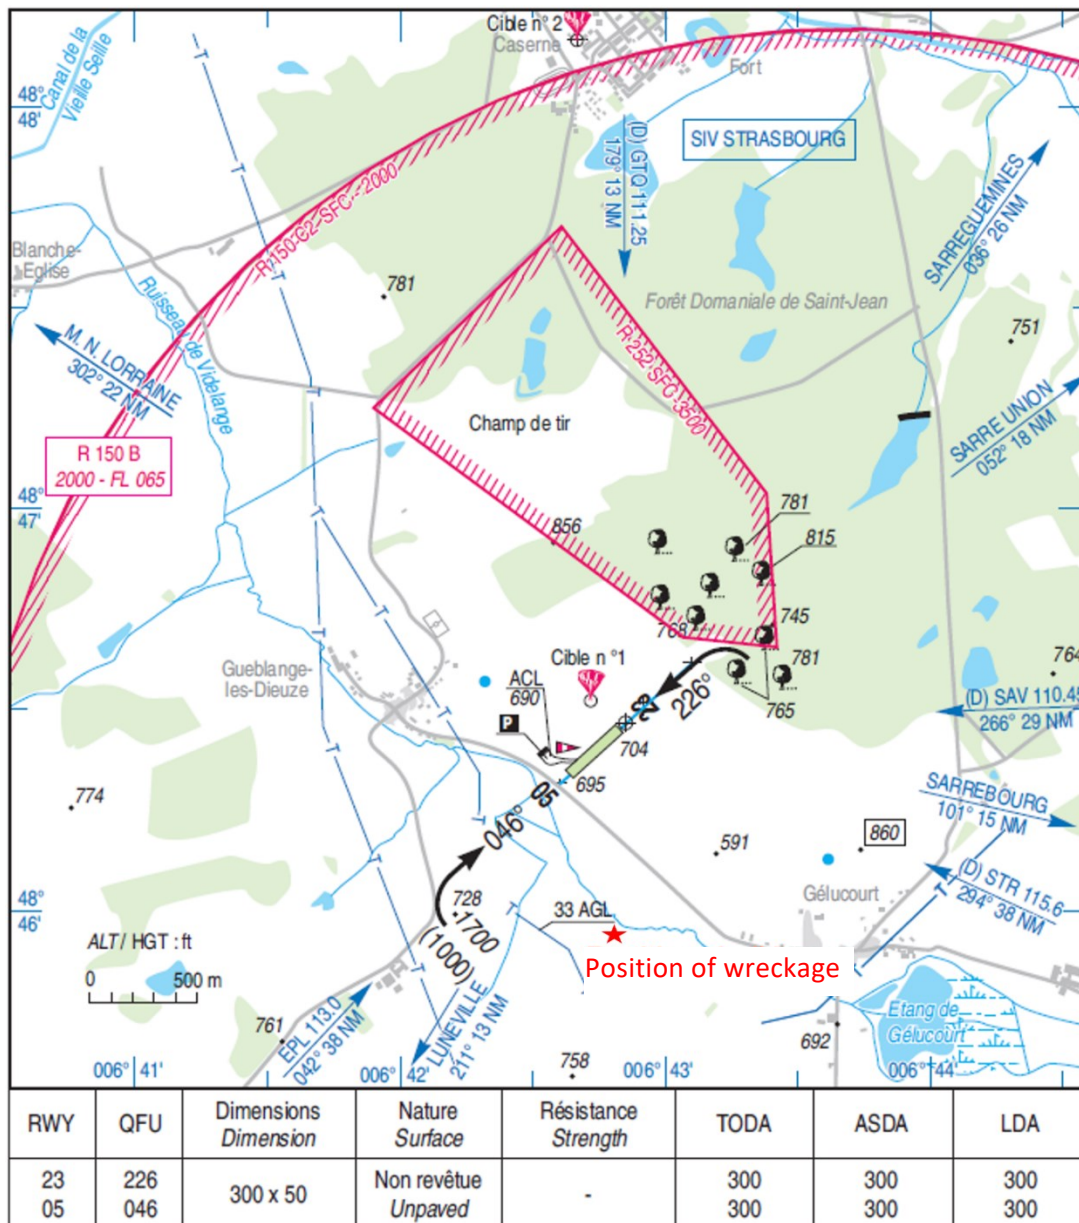 Cible n° 2
Caserne
Fort
Canal de la
Vieille Seille
48°
48'
SIV STRASBOURG
(D) GTQ 111.25
179° 13 NM
R 150 C2 - SFC - 2000
SARREGUEMINES
036° 26 NM
Blanche-
Eglise
781
Ruisseau de Videlange
Forêt Domaniale de Saint-Jean
751
M. N. LORRAINE
302° 22 NM
R 252 SFC-3500
Champ de tir
SARRE UNION
052° 18 NM
R 150 B
2000 - FL 065
48°
47'
781
856
815
745
768
Gueblange-
les-Dieuze
Cible n °1
781
764
ACL
690
226°
765
(D) SAV 110.45
266° 29 NM
P
23
704
695
05
774
046°
SARREBOURG
101° 15 NM
591
860
(D) STR 115.6
294° 38 NM
Gélucourt
48°
46'
728
1700
(1000)
33 AGL
ALT / HGT : ft
0 500 m
Position of wreckage
761
EPL 113.0
042° 38 NM
LUNEVILLE
211° 13 NM
Etang de
Gélucourt
692
758
006° 41'
006° 42'
006° 43'
006° 44'
RWY QFU Dimensions Nature Résistance TODA ASDA LDA
Dimension Surface Strength
23 226 300 x 50 Non revêtue - 300 300 300
05 046 Unpaved 300 300 300